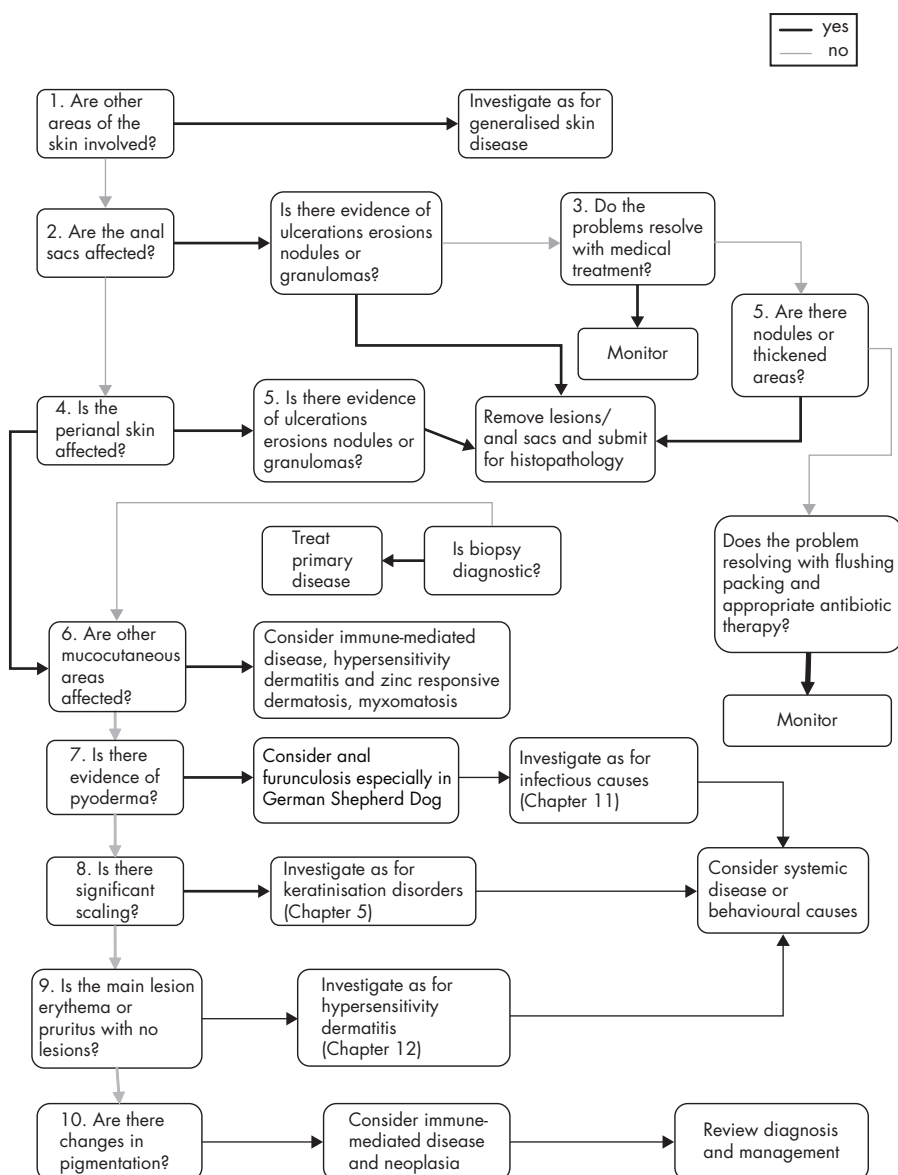 yes
no
1. Are other
areas of the
skin involved?
Investigate as for
generalised skin
disease
2. Are the anal
sacs affected?
Is there evidence of
ulcerations erosions
nodules or
granulomas?
3. Do the
problems resolve
with medical
treatment?
Monitor
5. Are there
nodules or
thickened
areas?
4. Is the
perianal skin
affected?
5. Is there evidence
of ulcerations
erosions nodules or
granulomas?
Remove lesions/
anal sacs and submit
for histopathology
Treat
primary
disease
Is biopsy
diagnostic?
Does the problem
resolving with flushing
packing and
appropriate antibiotic
therapy?
6. Are other
mucocutaneous
areas
affected?
Consider immune-mediated
disease, hypersensitivity
dermatitis and zinc responsive
dermatosis, myxomatosis
Monitor
7. Is there
evidence of
pyoderma?
Consider anal
furunculosis especially in
German Shepherd Dog
Investigate as for
infectious causes
(Chapter 11)
8. Is there
significant
scaling?
Investigate as for
keratinisation disorders
(Chapter 5)
Consider systemic
disease or
behavioural causes
9. Is the main lesion
erythema or
pruritus with no
lesions?
Investigate as for
hypersensitivity
dermatitis
(Chapter 12)
10. Are there
changes in
pigmentation?
Consider immune-
mediated disease
and neoplasia
Review diagnosis
and management